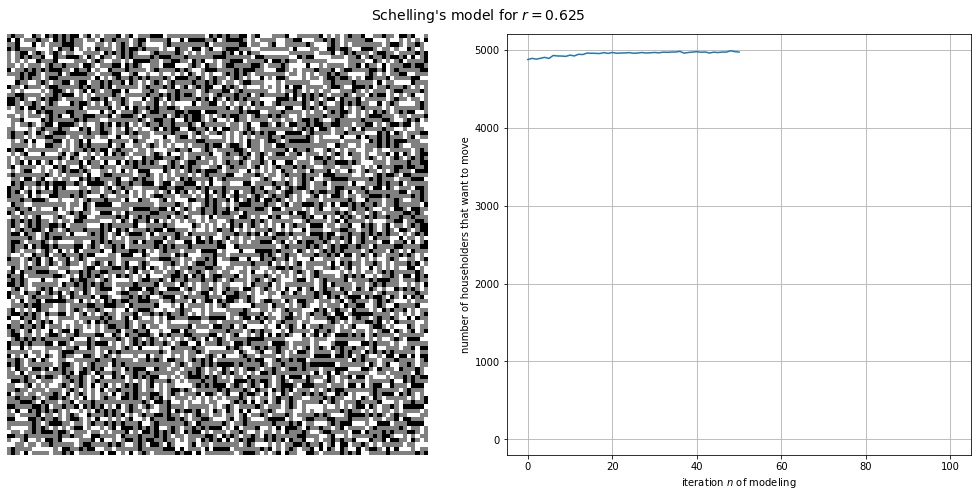 Schelling's model for r = 0.625
number of householders that want to move
5000
4000
3000
2000
1000
0
0 20 40 60 80 100
iteration n of modeling